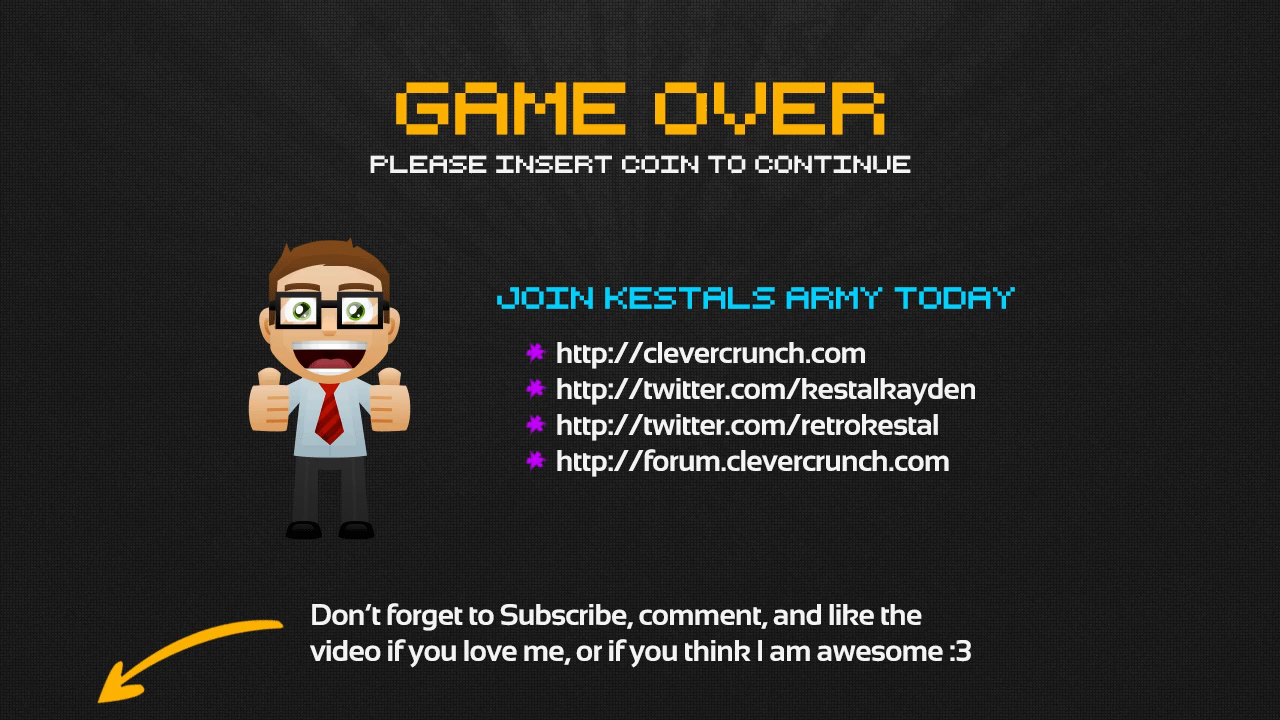 GAME OVER
PLEASE INSERT COIN TO CONTINUE
JOIN KESTALS ARMY TODAY
http://clevercrunch.com
http://twitter.com/kestalkayden
http://twitter.com/retrokestal
http://forum.clevercrunch.com
Don't forget to Subscribe, comment, and like the
video if you love me, or if you think I am awesome :3